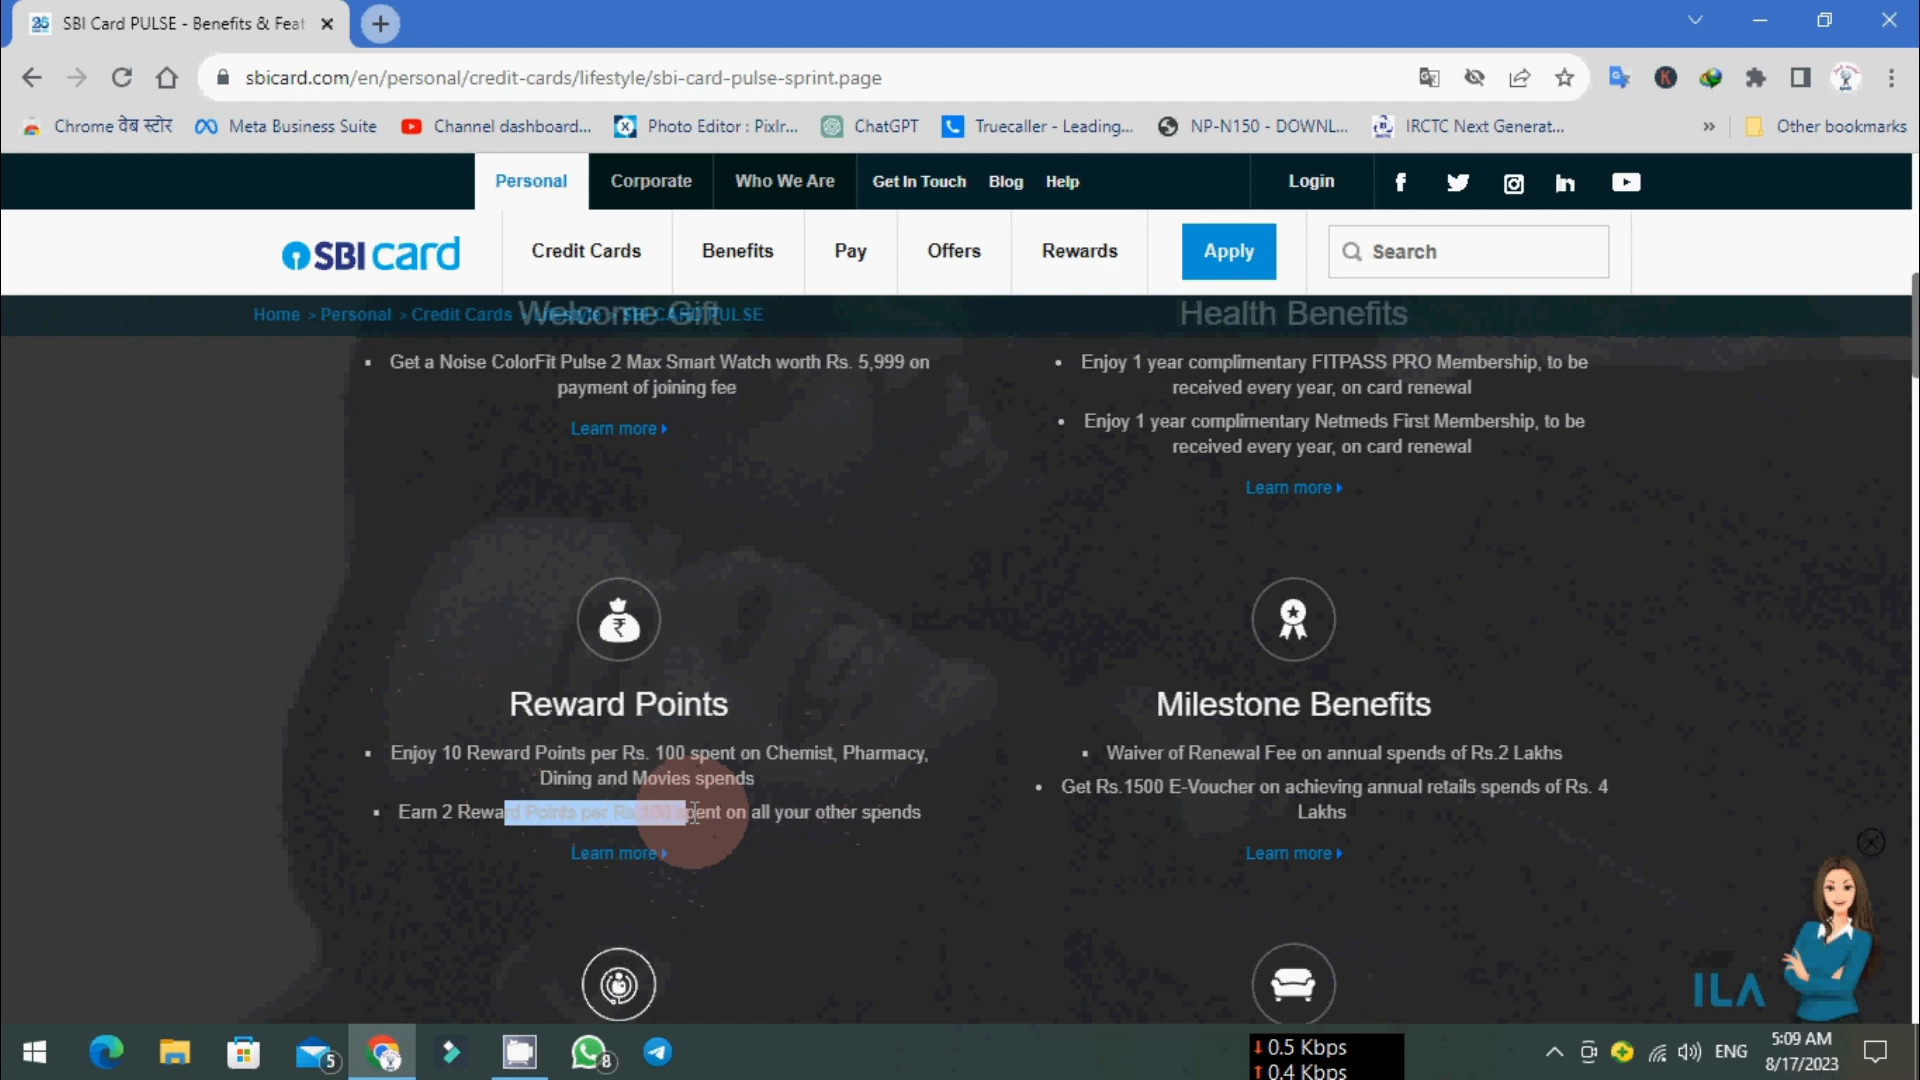 SBI Card PULSE - Benefits & Feat
sbicard.com/en/personal/credit-cards/lifestyle/sbi-card-pulse-sprint.page
Chrome वेब स्टोर Meta Business Suite Channel dashboard... Photo Editor : Pixlr... ChatGPT Truecaller - Leading... NP-N150 - DOWNL... IRCTC Next Generat... » Other bookmarks
Personal Corporate Who We Are Get In Touch Blog Help Login
SBI card Credit Cards Benefits Pay Offers Rewards Apply Search
Home > Personal > Credit Cards > Lifestyle > SBI CARD PULSE
Welcome Gift Health Benefits
Get a Noise ColorFit Pulse 2 Max Smart Watch worth Rs. 5,999 on
payment of joining fee
Learn more
Enjoy 1 year complimentary FITPASS PRO Membership, to be
received every year, on card renewal
Enjoy 1 year complimentary Netmeds First Membership, to be
received every year, on card renewal
Learn more
Reward Points
Enjoy 10 Reward Points per Rs. 100 spent on Chemist, Pharmacy,
Dining and Movies spends
Earn 2 Reward Points per Rs.100 spent on all your other spends
Learn more
Milestone Benefits
Waiver of Renewal Fee on annual spends of Rs.2 Lakhs
Get Rs.1500 E-Voucher on achieving annual retails spends of Rs. 4
Lakhs
Learn more
ILA
5 8
0.5 Kbps
0.4 Kbps
ENG
5:09 AM
8/17/2023